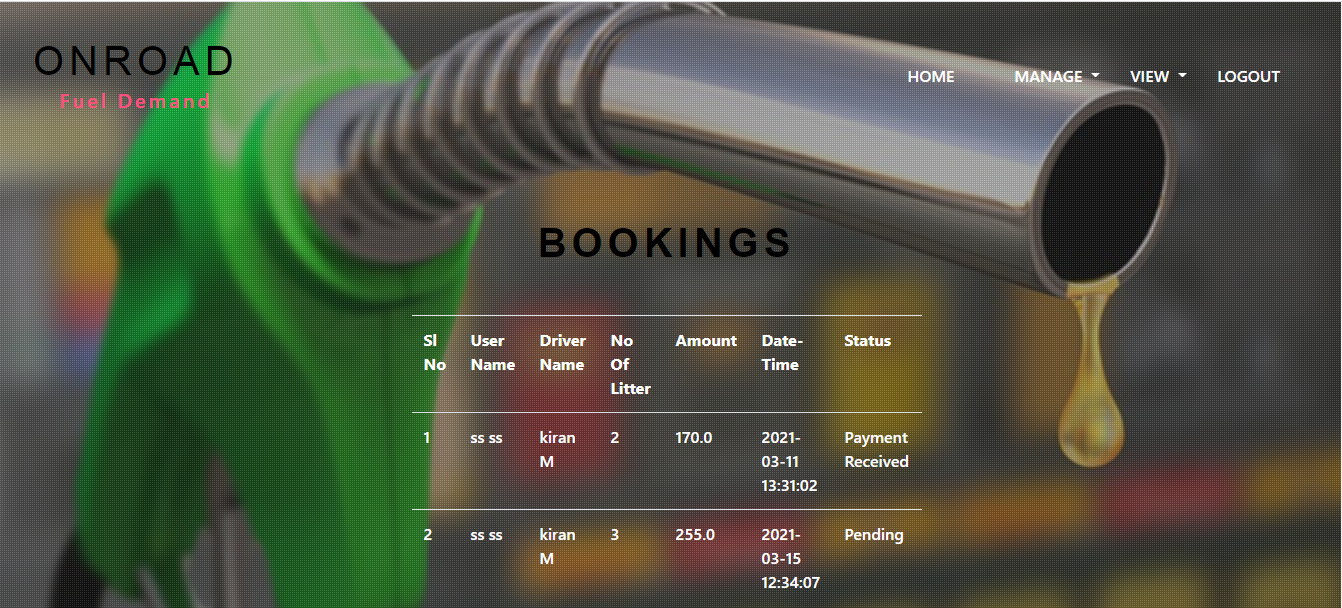 ONROAD
Fuel Demand
HOME MANAGE VIEW LOGOUT
BOOKINGS
Sl No User Name Driver Name No Of Litter Amount Date-Time Status
1 ss ss kiran M 2 170.0 2021-03-11 13:31:02 Payment Received
2 ss ss kiran M 3 255.0 2021-03-15 12:34:07 Pending